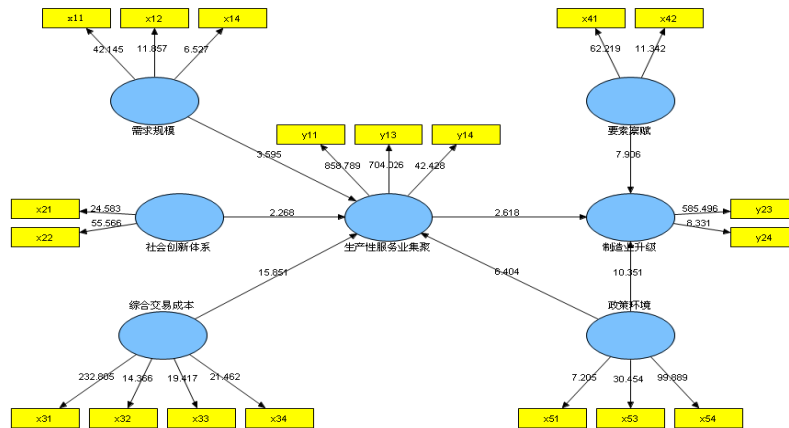 x11
x12
x14
x41
x42
42.145
11.857
6.527
62.219
11.342
需求规模
要素禀赋
y11
y13
y14
3.595
858.789
704.026
42.428
7.906
x21
24.583
x22
55.566
社会创新体系
2.268
生产性服务业集聚
2.618
制造业升级
585.496
y23
8.331
y24
15.851
6.404
10.351
综合交易成本
政策环境
232.805
14.366
19.417
21.462
7.205
30.454
99.889
x31
x32
x33
x34
x51
x53
x54